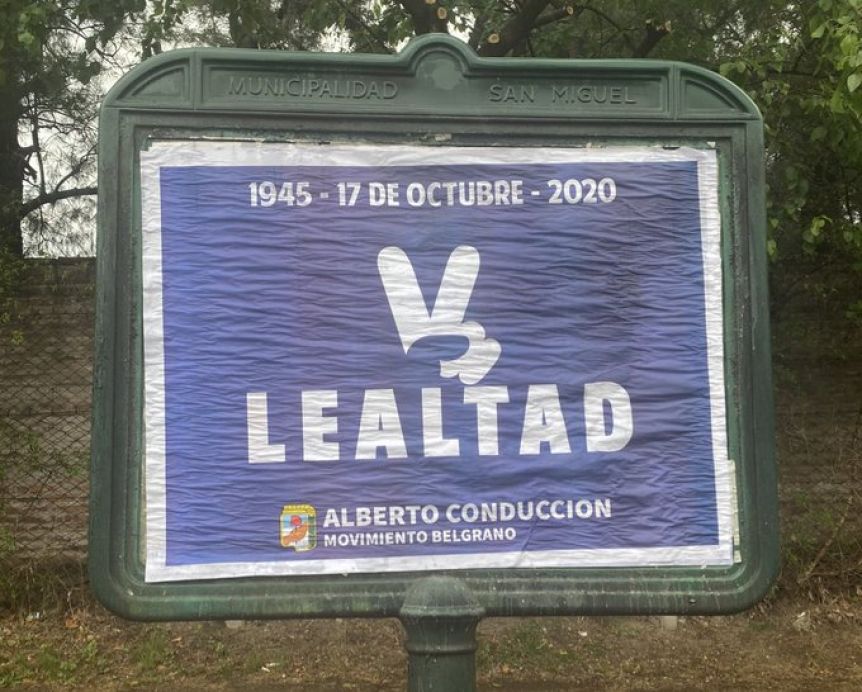 MUNICIPALIDAD SAN MIGUEL
1945 - 17 DE OCTUBRE - 2020
LEALTAD
ALBERTO CONDUCCION
MOVIMIENTO BELGRANO